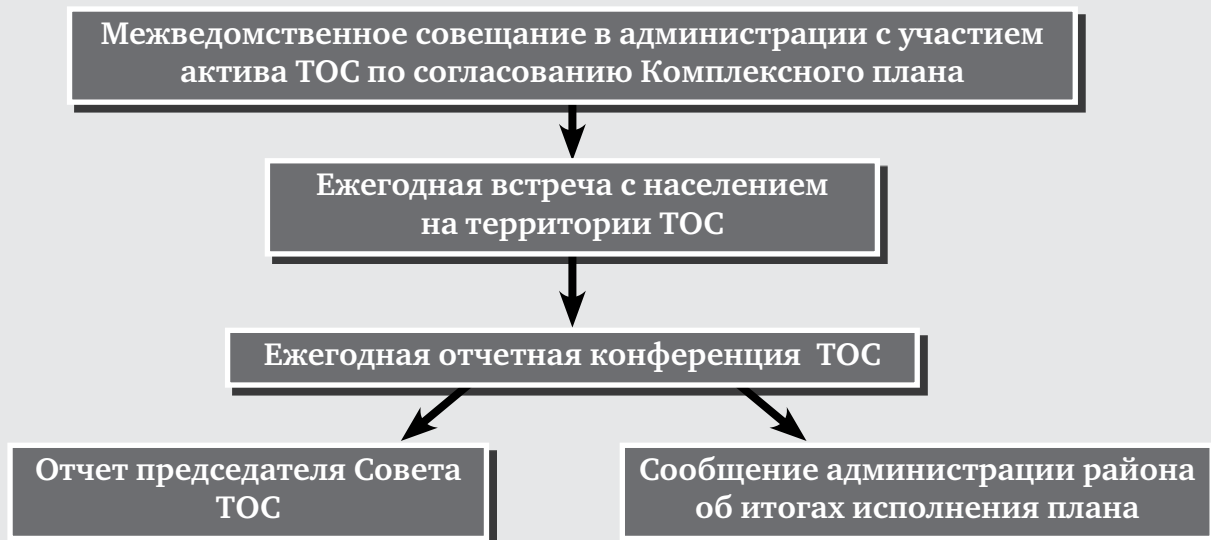 Межведомственное совещание в администрации с участием
актива ТОС по согласованию Комплексного плана
Ежегодная встреча с населением
на территории ТОС
Ежегодная отчетная конференция ТОС
Отчет председателя Совета
ТОС
Сообщение администрации района
об итогах исполнения плана